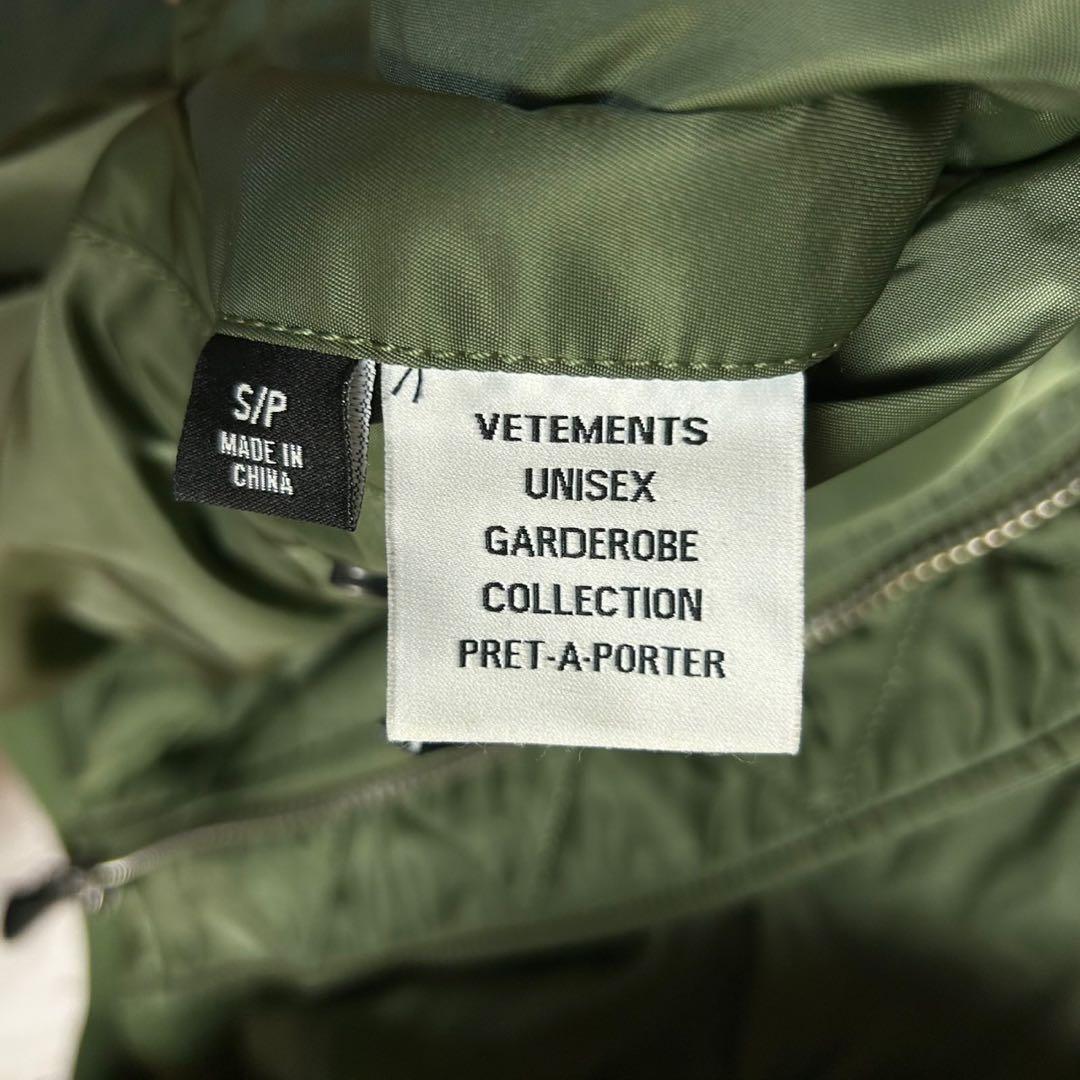 S/P
MADE IN
CHINA
VETEMENTS
UNISEX
GARDEROBE
COLLECTION
PRET-A-PORTER